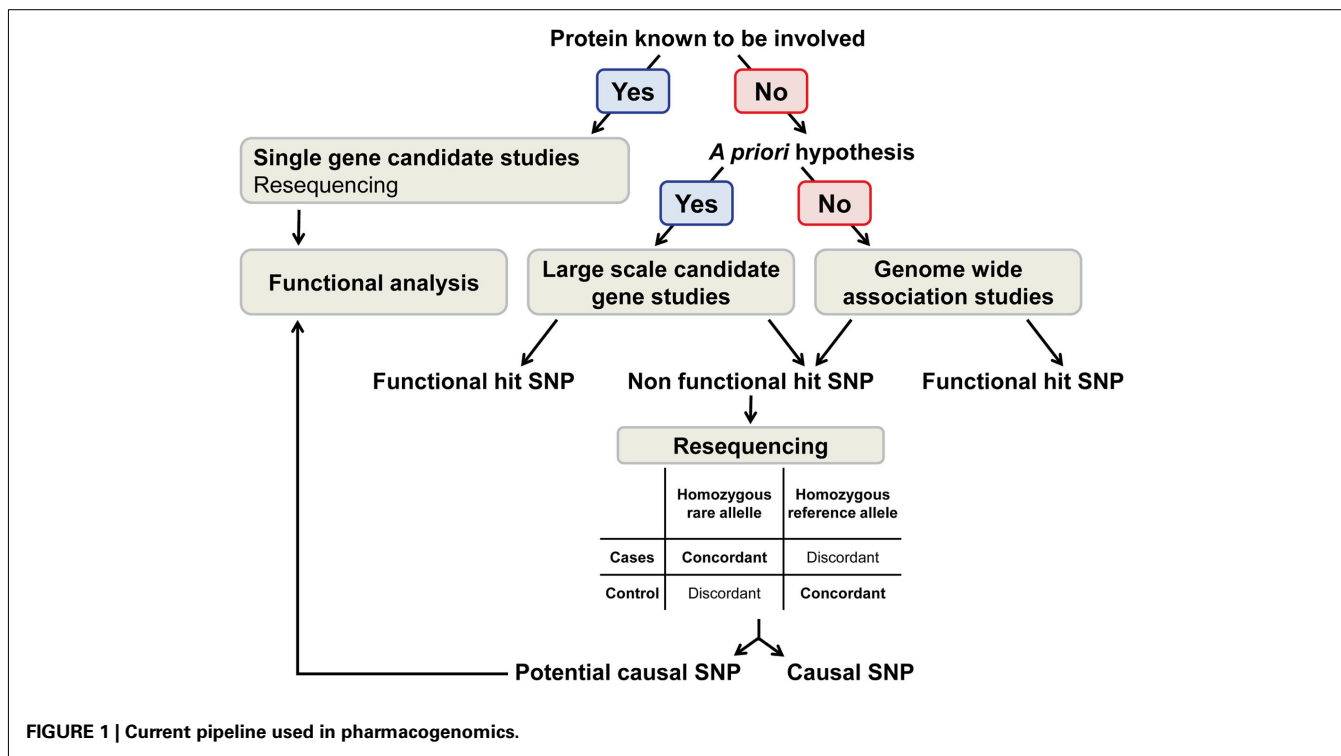 Protein known to be involved
Yes
No
Single gene candidate studies
Resequencing
A priori hypothesis
Yes
No
Functional analysis
Large scale candidate
gene studies
Genome wide
association studies
Functional hit SNP
Non functional hit SNP
Functional hit SNP
Resequencing
Homozygous
rare allelle
Homozygous
reference allele
Cases
Concordant
Discordant
Control
Discordant
Concordant
Potential causal SNP
Causal SNP
FIGURE 1 | Current pipeline used in pharmacogenomics.